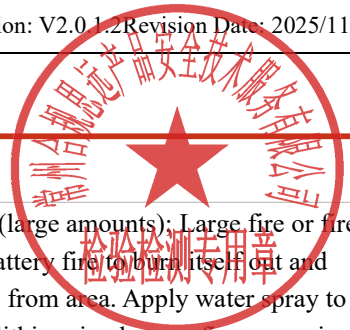 ion: V2.0.1.2Revision Date: 2025/11
常州合规思远产品安全技术服务有限公司
(large amounts); Large fire or fire
attery fire to burn itself out and
检验检测专用章
from area. Apply water spray to